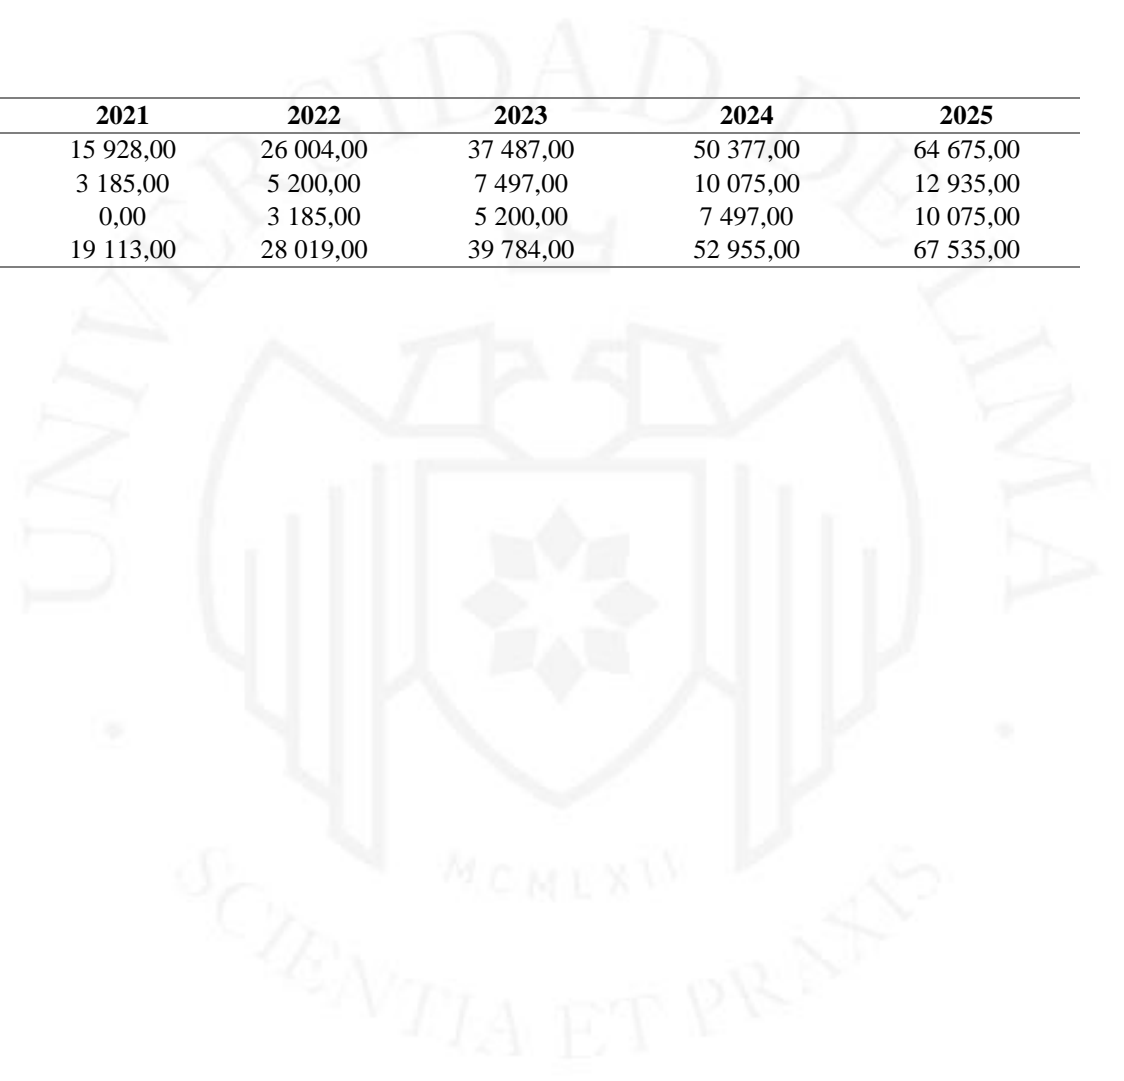 2021 2022 2023 2024 2025
15 928,00 26 004,00 37 487,00 50 377,00 64 675,00
3 185,00 5 200,00 7 497,00 10 075,00 12 935,00
0,00 3 185,00 5 200,00 7 497,00 10 075,00
19 113,00 28 019,00 39 784,00 52 955,00 67 535,00
UNIVERSIDAD DE LIMA
MCMLXII
SCIENTIA ET PRAXIS